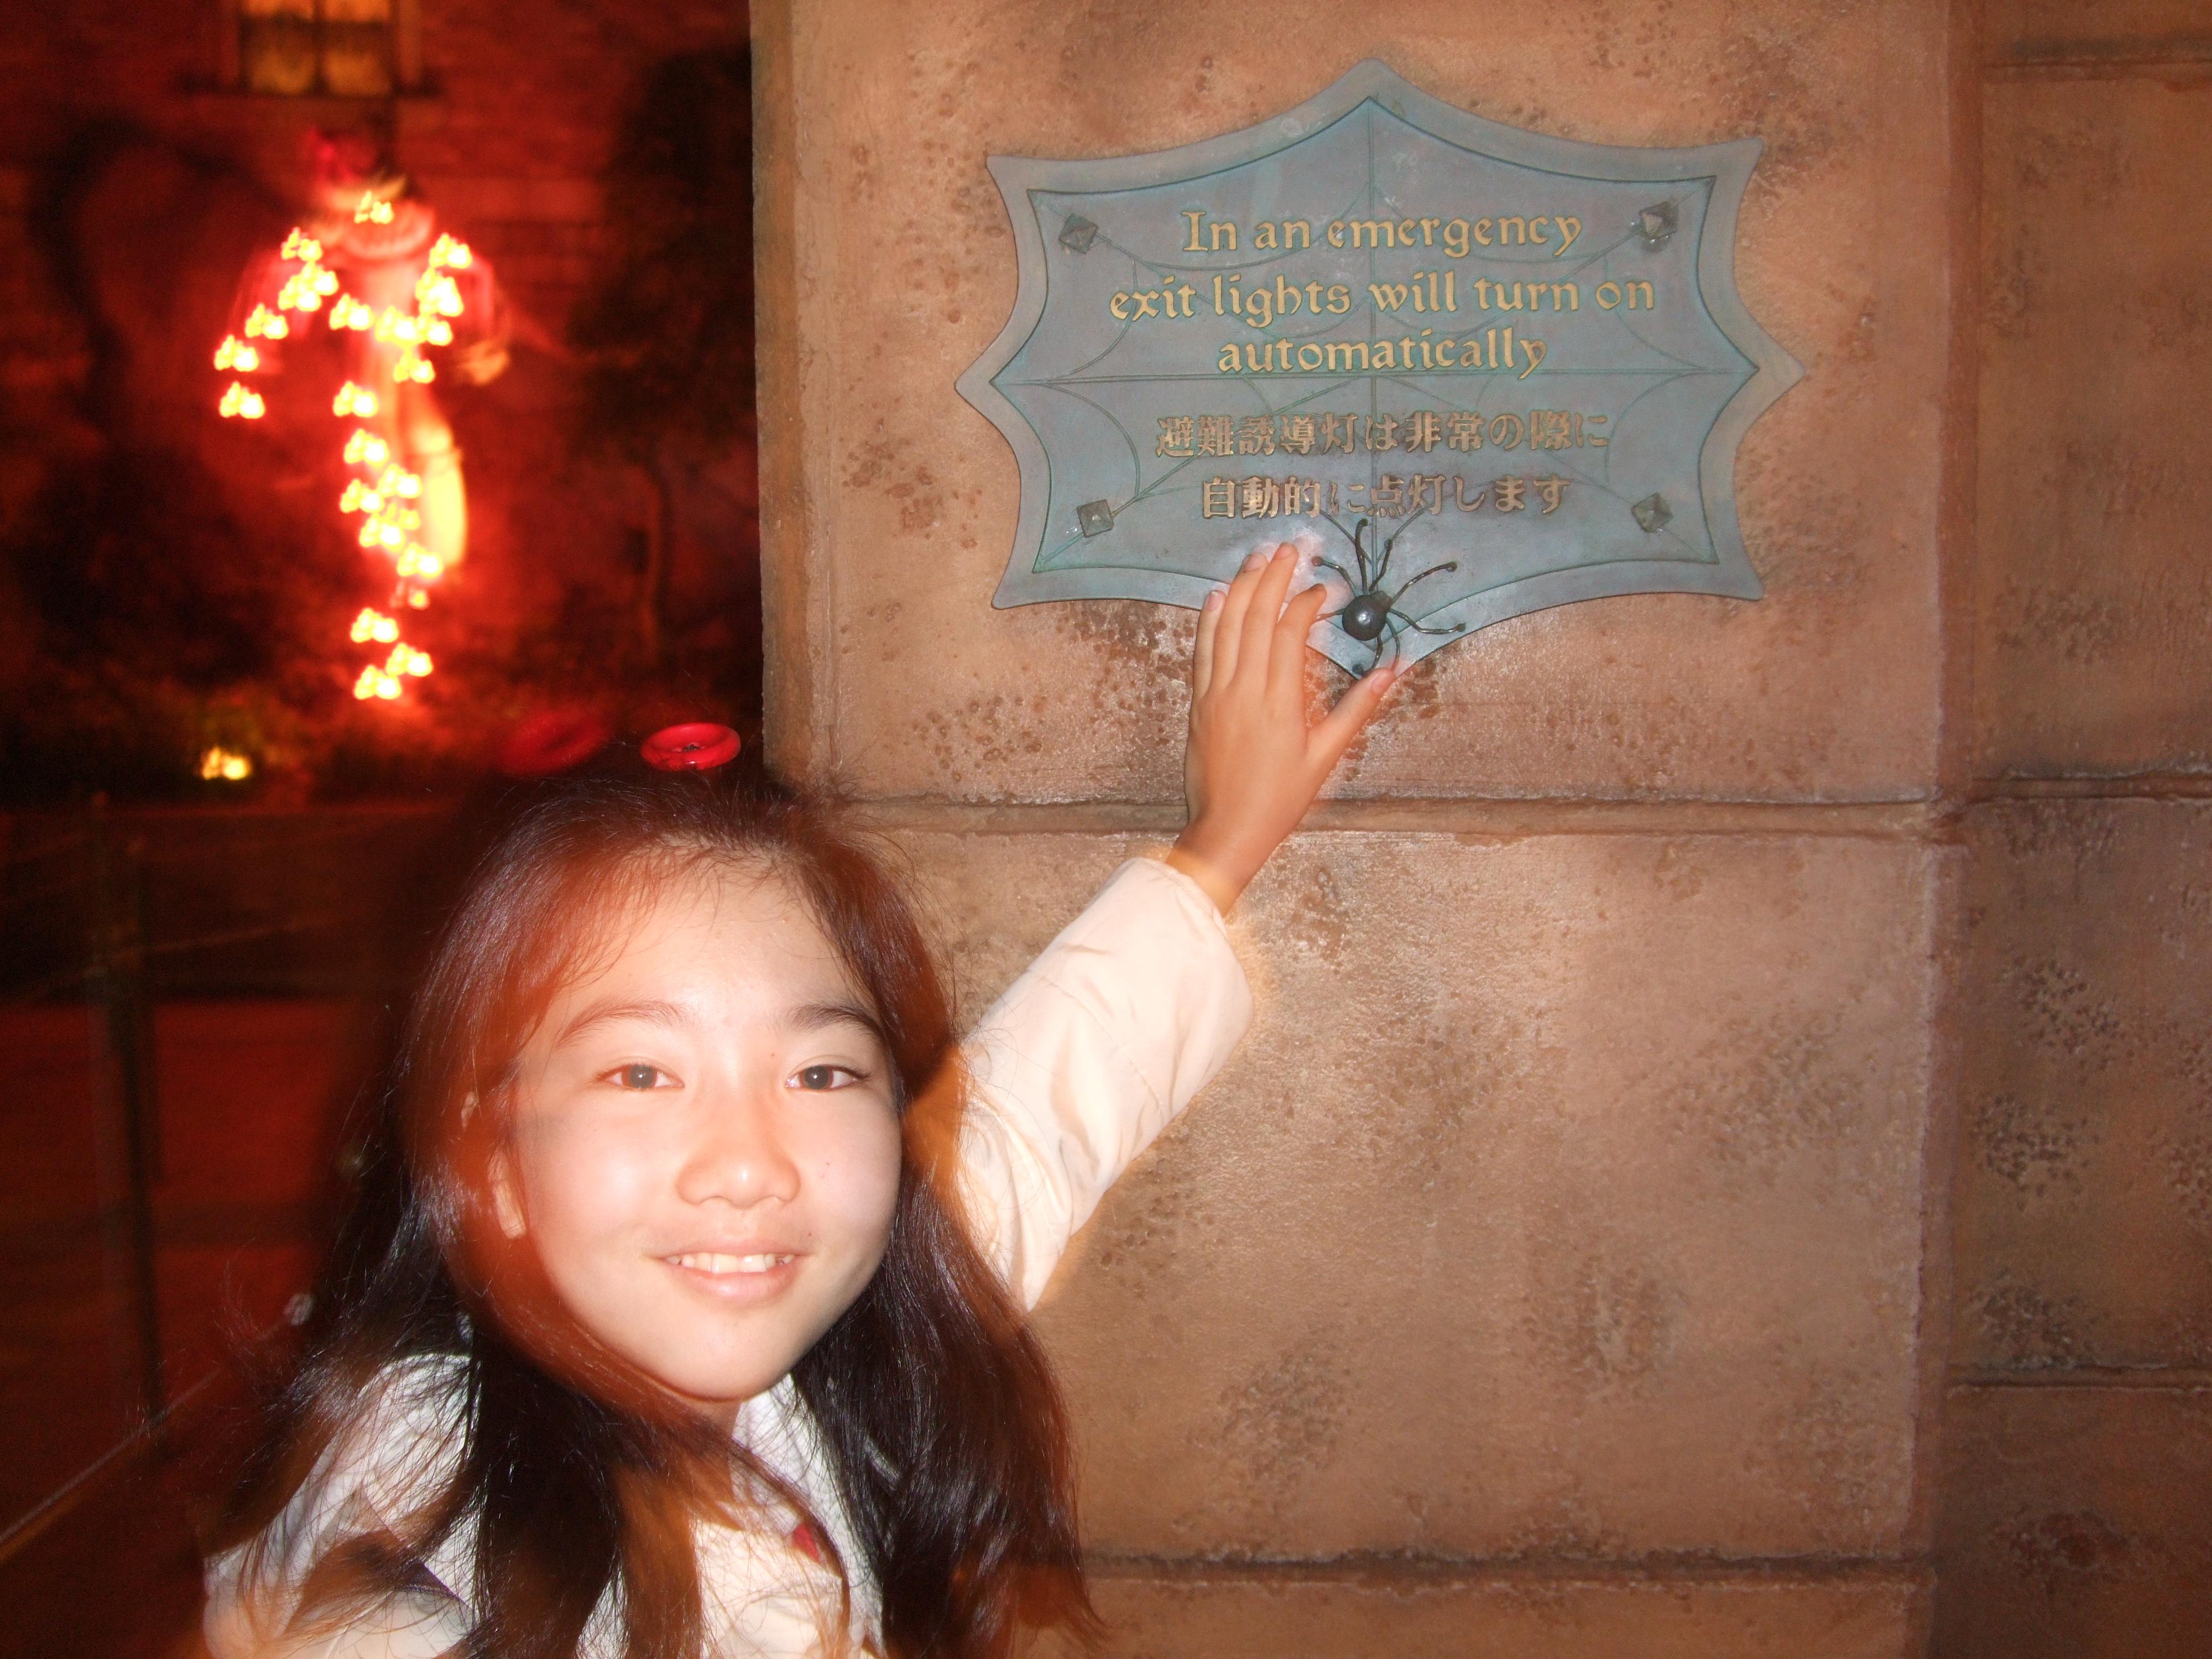 In an emergency
exit lights will turn on
automatically
避難誘導灯は非常の際に
自動的に点灯します